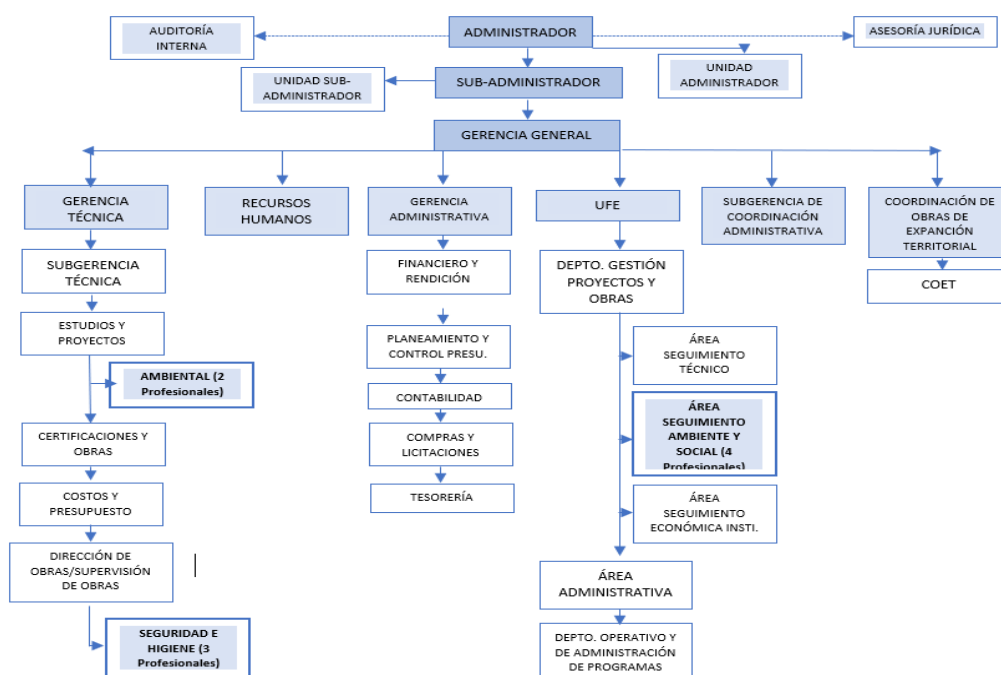 AUDITORÍA
INTERNA
ADMINISTRADOR
ASESORÍA JURÍDICA
UNIDAD SUB-
ADMINISTRADOR
SUB-ADMINISTRADOR
UNIDAD
ADMINISTRADOR
GERENCIA GENERAL
GERENCIA
TÉCNICA
RECURSOS
HUMANOS
GERENCIA
ADMINISTRATIVA
UFE
SUBGERENCIA DE
COORDINACIÓN
ADMINISTRATIVA
COORDINACIÓN DE
OBRAS DE
EXPANCIÓN
TERRITORIAL
SUBGERENCIA
TÉCNICA
FINANCIERO Y
RENDICIÓN
DEPTO. GESTIÓN
PROYECTOS Y
OBRAS
COET
ESTUDIOS Y
PROYECTOS
PLANEAMIENTO Y
CONTROL PRESU.
ÁREA
SEGUIMIENTO
TÉCNICO
AMBIENTAL (2
Profesionales)
CONTABILIDAD
ÁREA
SEGUIMIENTO
AMBIENTE Y
SOCIAL (4
Profesionales)
CERTIFICACIONES Y
OBRAS
COMPRAS Y
LICITACIONES
COSTOS Y
PRESUPUESTO
TESORERÍA
ÁREA
SEGUIMIENTO
ECONÓMICA INSTI.
DIRECCIÓN DE
OBRAS/SUPERVISIÓN
DE OBRAS
ÁREA
ADMINISTRATIVA
SEGURIDAD E
HIGIENE (3
Profesionales)
DEPTO. OPERATIVO Y
DE ADMINISTRACIÓN
DE PROGRAMAS